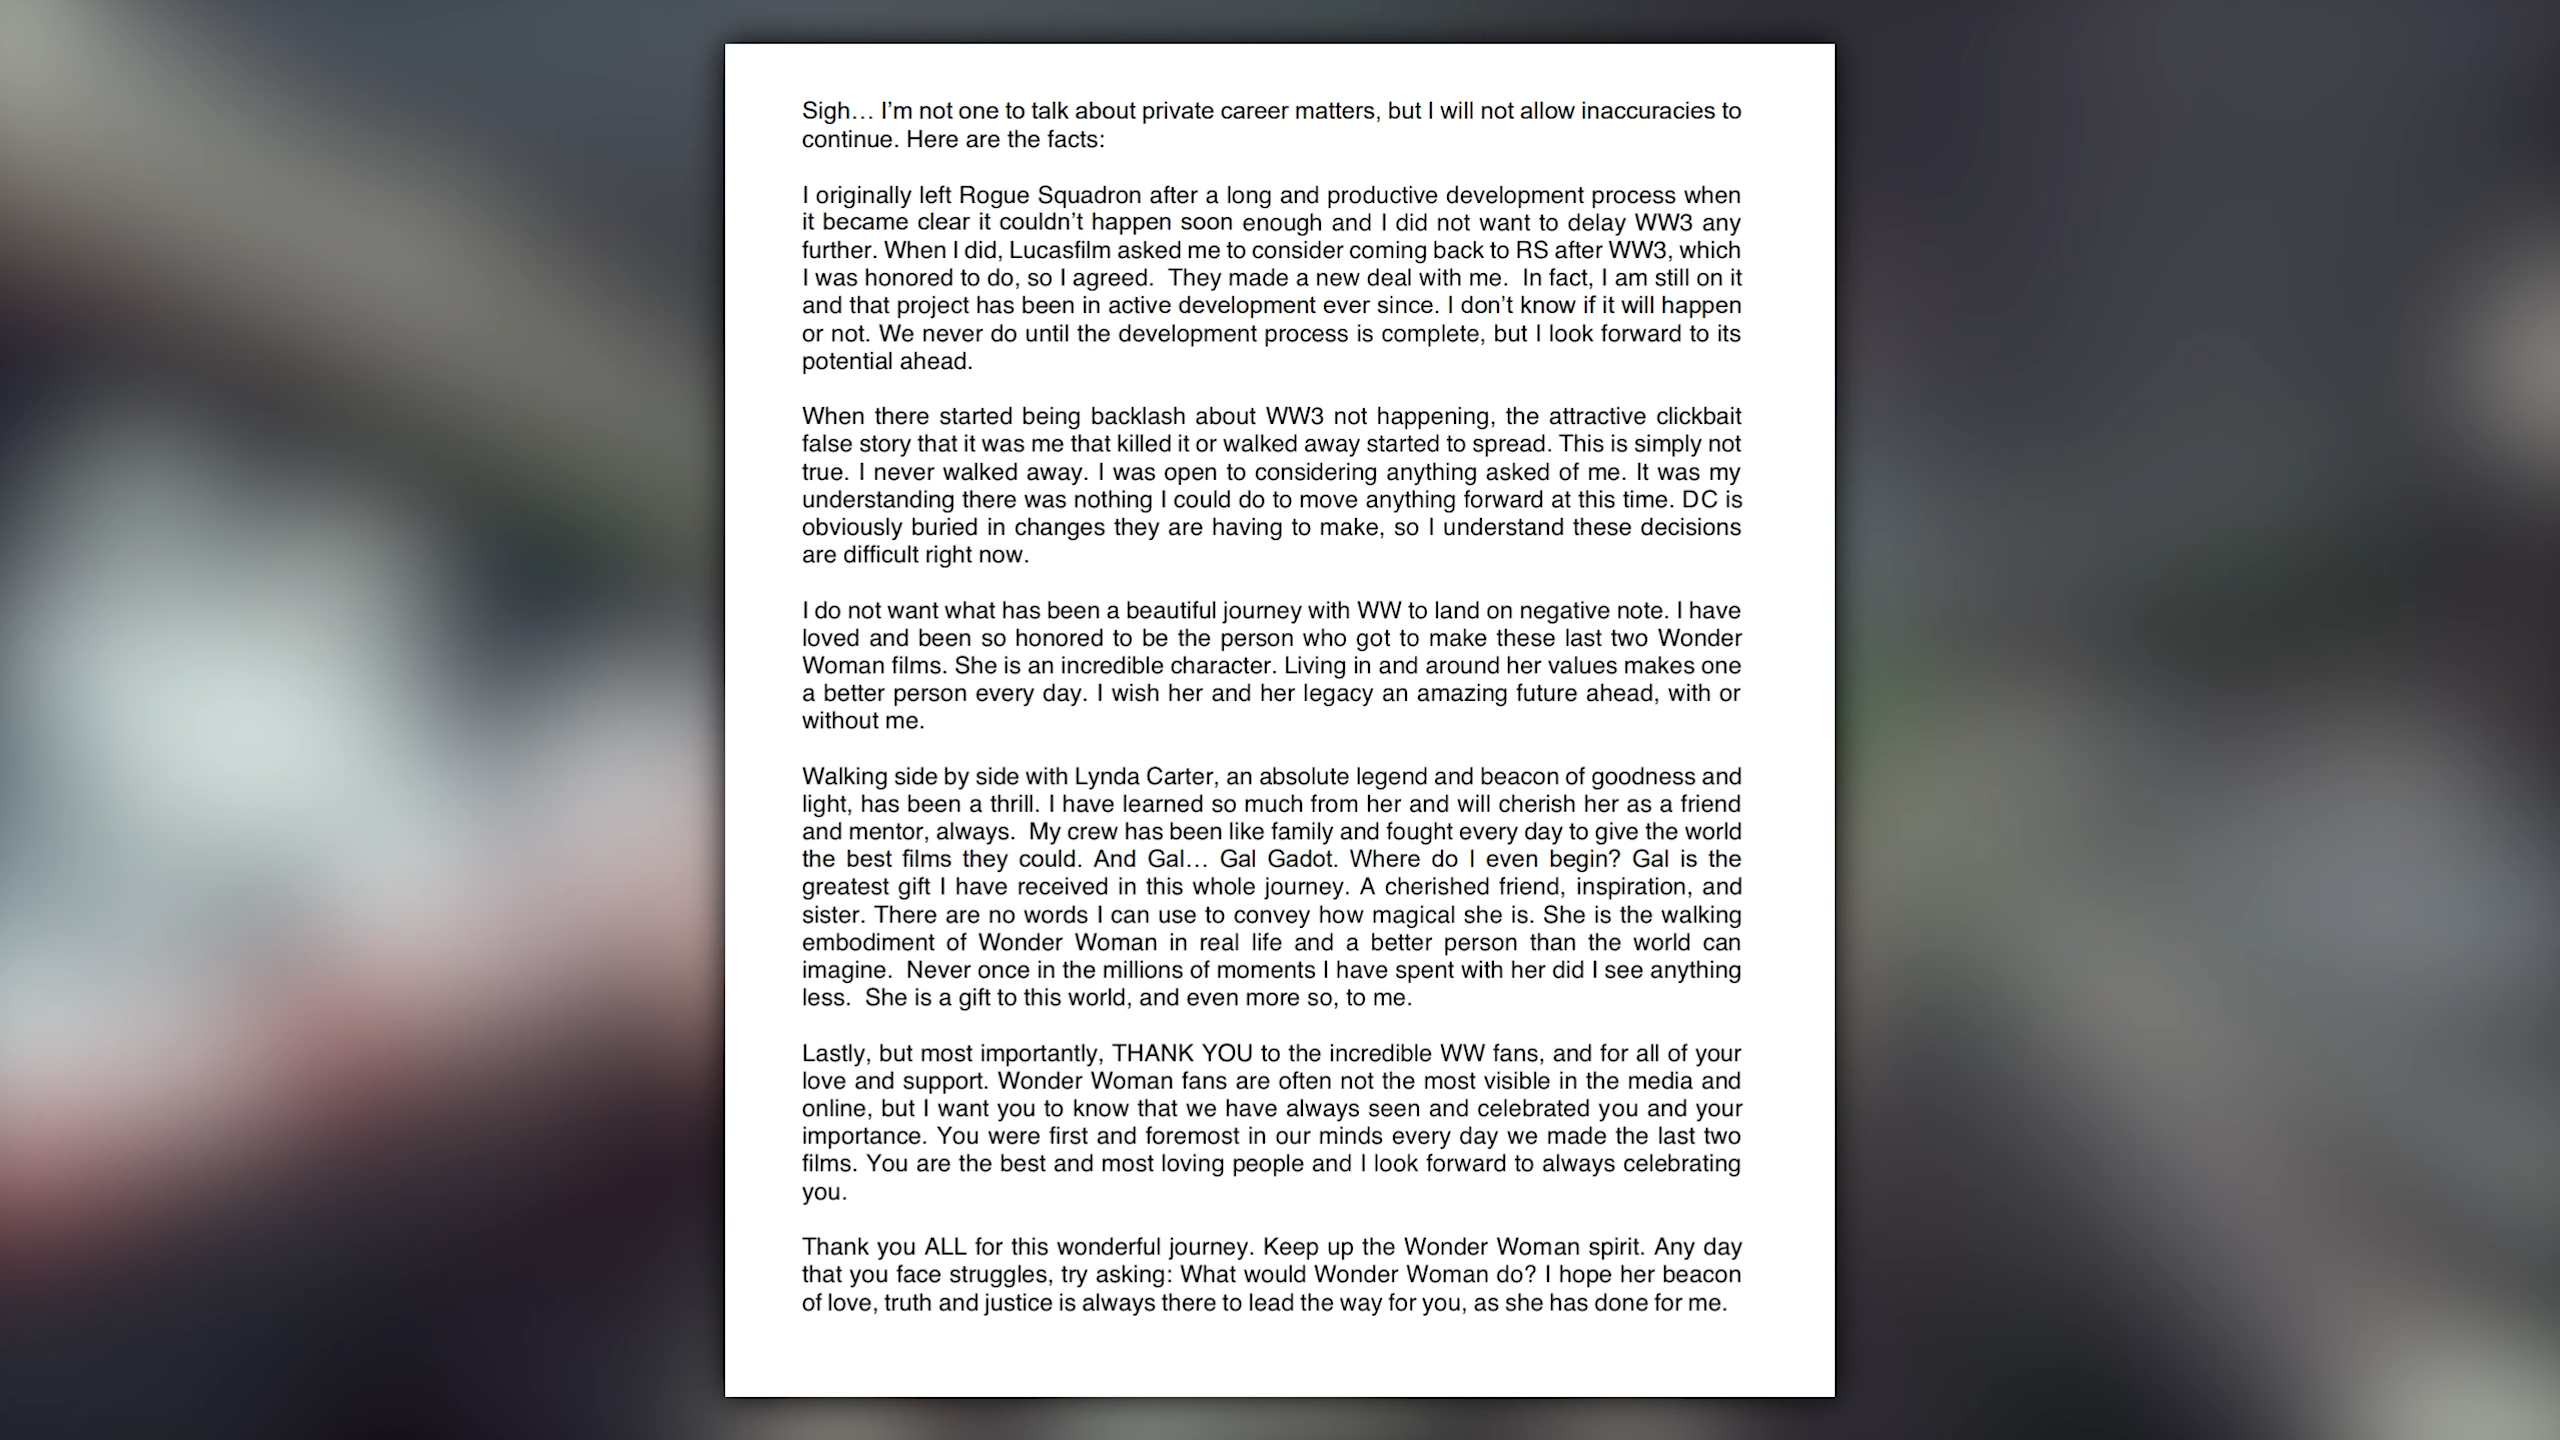 Sigh… I’m not one to talk about private career matters, but I will not allow inaccuracies to
continue. Here are the facts:
I originally left Rogue Squadron after a long and productive development process when
it became clear it couldn’t happen soon enough and I did not want to delay WW3 any
further. When I did, Lucasfilm asked me to consider coming back to RS after WW3, which
I was honored to do, so I agreed.  They made a new deal with me.  In fact, I am still on it
and that project has been in active development ever since. I don’t know if it will happen
or not. We never do until the development process is complete, but I look forward to its
potential ahead.
When there started being backlash about WW3 not happening, the attractive clickbait
false story that it was me that killed it or walked away started to spread. This is simply not
true. I never walked away. I was open to considering anything asked of me. It was my
understanding there was nothing I could do to move anything forward at this time. DC is
obviously buried in changes they are having to make, so I understand these decisions
are difficult right now.
I do not want what has been a beautiful journey with WW to land on negative note. I have
loved and been so honored to be the person who got to make these last two Wonder
Woman films. She is an incredible character. Living in and around her values makes one
a better person every day. I wish her and her legacy an amazing future ahead, with or
without me.
Walking side by side with Lynda Carter, an absolute legend and beacon of goodness and
light, has been a thrill. I have learned so much from her and will cherish her as a friend
and mentor, always.  My crew has been like family and fought every day to give the world
the best films they could. And Gal… Gal Gadot. Where do I even begin? Gal is the
greatest gift I have received in this whole journey. A cherished friend, inspiration, and
sister. There are no words I can use to convey how magical she is. She is the walking
embodiment of Wonder Woman in real life and a better person than the world can
imagine.  Never once in the millions of moments I have spent with her did I see anything
less.  She is a gift to this world, and even more so, to me.
Lastly, but most importantly, THANK YOU to the incredible WW fans, and for all of your
love and support. Wonder Woman fans are often not the most visible in the media and
online, but I want you to know that we have always seen and celebrated you and your
importance. You were first and foremost in our minds every day we made the last two
films. You are the best and most loving people and I look forward to always celebrating
you.
Thank you ALL for this wonderful journey. Keep up the Wonder Woman spirit. Any day
that you face struggles, try asking: What would Wonder Woman do? I hope her beacon
of love, truth and justice is always there to lead the way for you, as she has done for me.